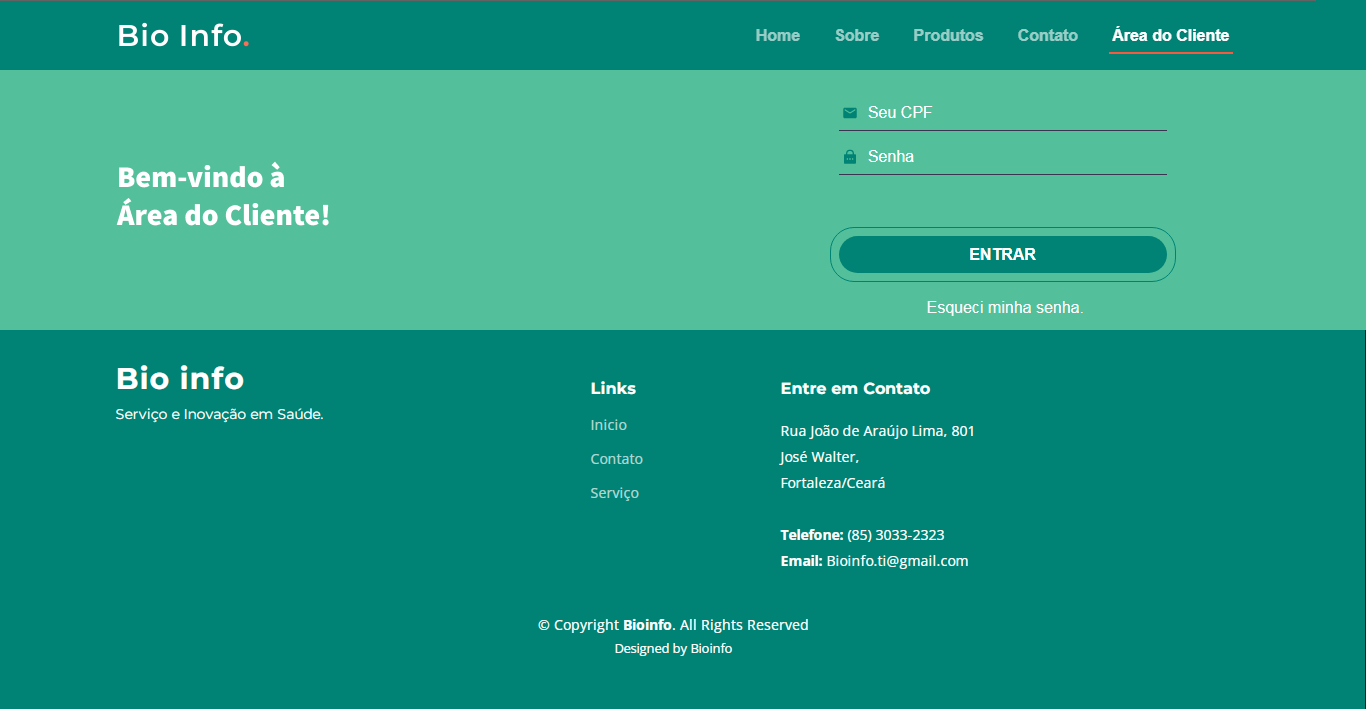 Bio Info.
Home Sobre Produtos Contato Área do Cliente
Bem-vindo à
Área do Cliente!
Seu CPF
Senha
ENTRAR
Esqueci minha senha.
Bio info
Serviço e Inovação em Saúde.
Links
Inicio
Contato
Serviço
Entre em Contato
Rua João de Araújo Lima, 801
José Walter,
Fortaleza/Ceará
Telefone: (85) 3033-2323
Email: Bioinfo.ti@gmail.com
© Copyright Bioinfo. All Rights Reserved
Designed by Bioinfo